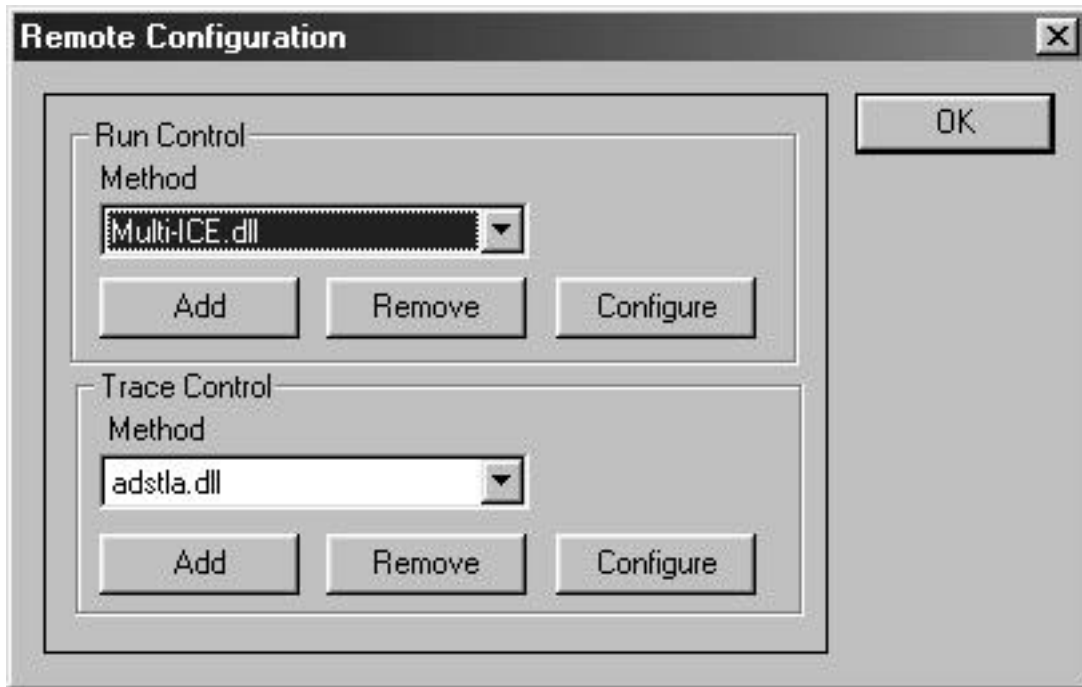 Remote Configuration
OK
Run Control
Method
Multi-ICE.dll
Add Remove Configure
Trace Control
Method
adstla.dll
Add Remove Configure